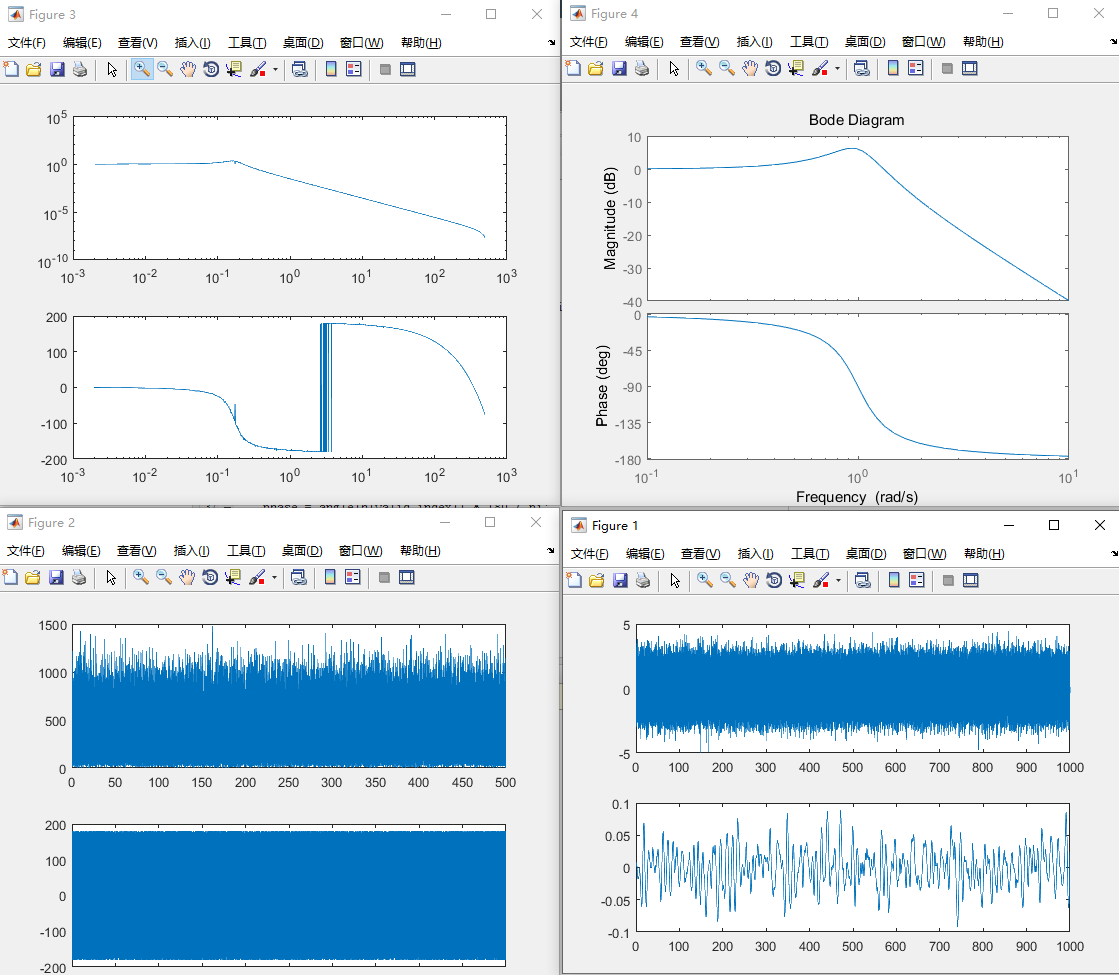 Figure 3
文件(F) 编辑(E) 查看(V) 插入(I) 工具(T) 桌面(D) 窗口(W) 帮助(H)
10^5
10^0
10^-5
10^-10
10^-3 10^-2 10^-1 10^0 10^1 10^2 10^3
200
100
0
-100
-200
10^-3 10^-2 10^-1 10^0 10^1 10^2 10^3
Figure 4
文件(F) 编辑(E) 查看(V) 插入(I) 工具(T) 桌面(D) 窗口(W) 帮助(H)
Bode Diagram
Magnitude (dB)
10
0
-10
-20
-30
-40
Phase (deg)
0
-45
-90
-135
-180
10^-1 10^0 10^1
Frequency (rad/s)
Figure 2
文件(F) 编辑(E) 查看(V) 插入(I) 工具(T) 桌面(D) 窗口(W) 帮助(H)
1500
1000
500
0
0 50 100 150 200 250 300 350 400 450 500
200
100
0
-100
-200
Figure 1
文件(F) 编辑(E) 查看(V) 插入(I) 工具(T) 桌面(D) 窗口(W) 帮助(H)
5
0
-5
0 100 200 300 400 500 600 700 800 900 1000
0.1
0.05
0
-0.05
-0.1
0 100 200 300 400 500 600 700 800 900 1000